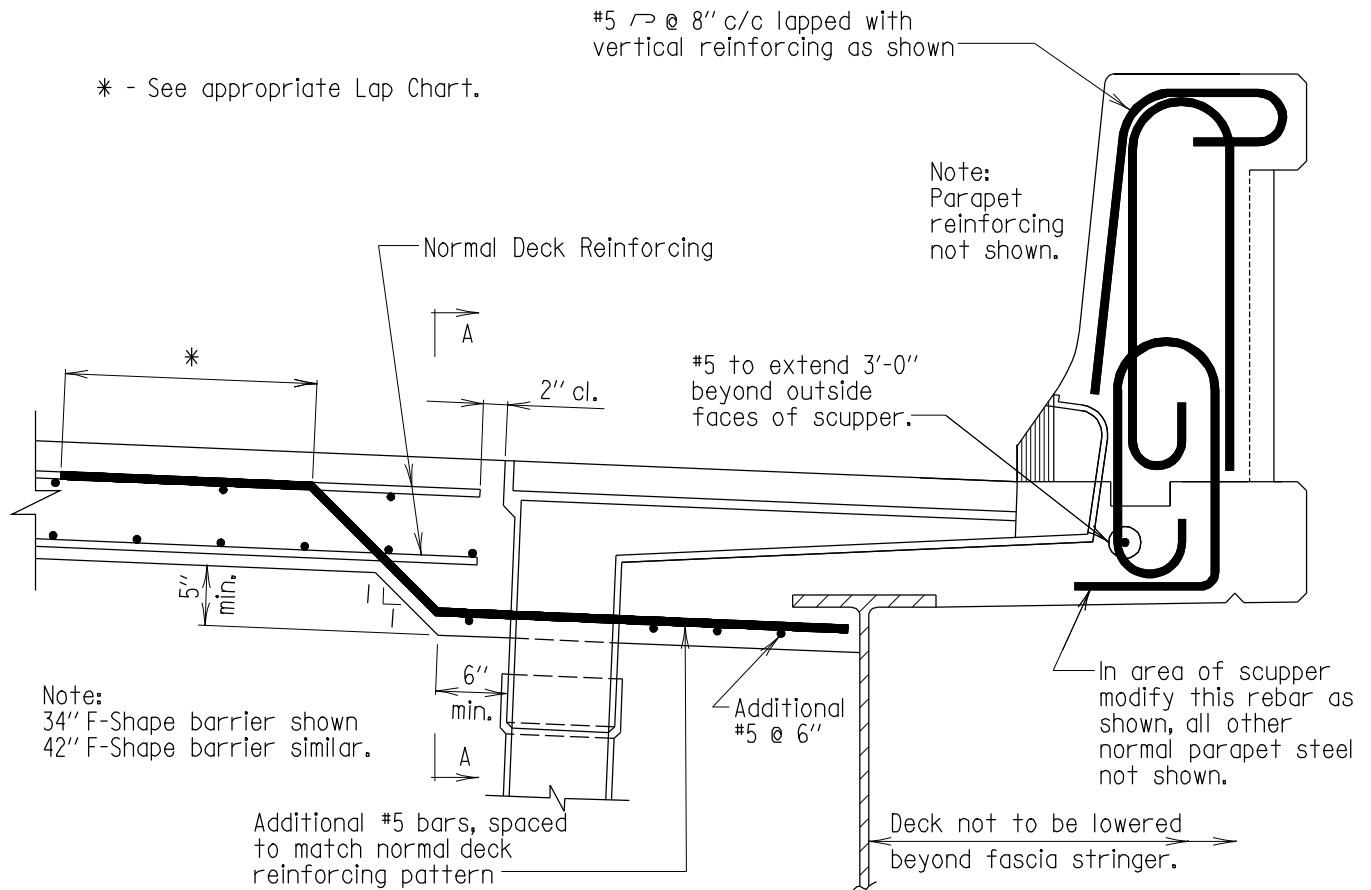 #5 @ 8" c/c lapped with
vertical reinforcing as shown
* - See appropriate Lap Chart.
Note:
Parapet
reinforcing
not shown.
Normal Deck Reinforcing
A
*
2" cl.
#5 to extend 3'-0"
beyond outside
faces of scupper.
5"
min.
1
1
6"
min.
Note:
34" F-Shape barrier shown
42" F-Shape barrier similar.
Additional
#5 @ 6"
A
In area of scupper
modify this rebar as
shown, all other
normal parapet steel
not shown.
Additional #5 bars, spaced
to match normal deck
reinforcing pattern
Deck not to be lowered
beyond fascia stringer.